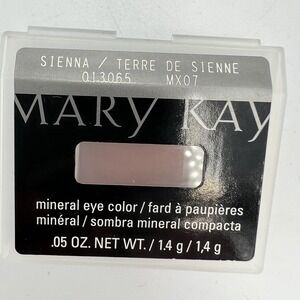 SIENNA / TERRE DE SIENNE
013065 MX07
MARY KAY
mineral eye color / fard à paupières
minéral / sombra mineral compacta
.05 OZ. NET WT. / 1.4 g / 1,4 g